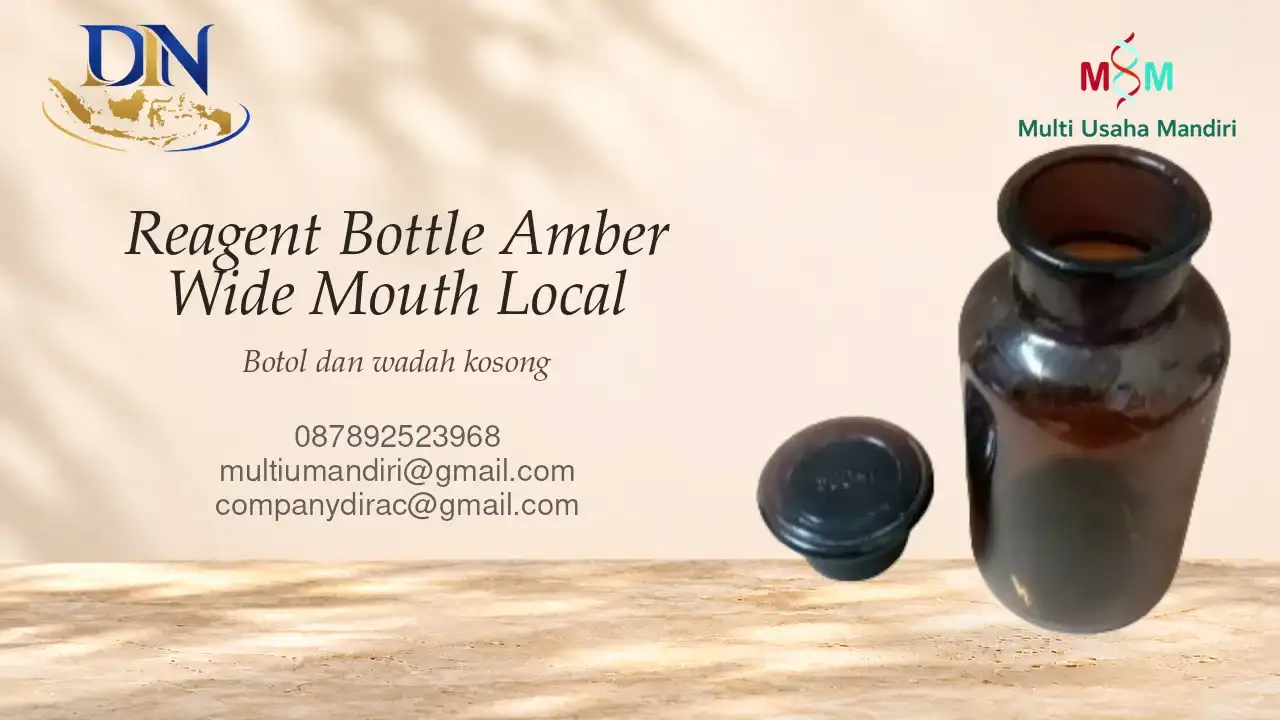 DN
M M
Multi Usaha Mandiri
Reagent Bottle Amber
Wide Mouth Local
Botol dan wadah kosong
087892523968
multiumandiri@gmail.com
companydirac@gmail.com